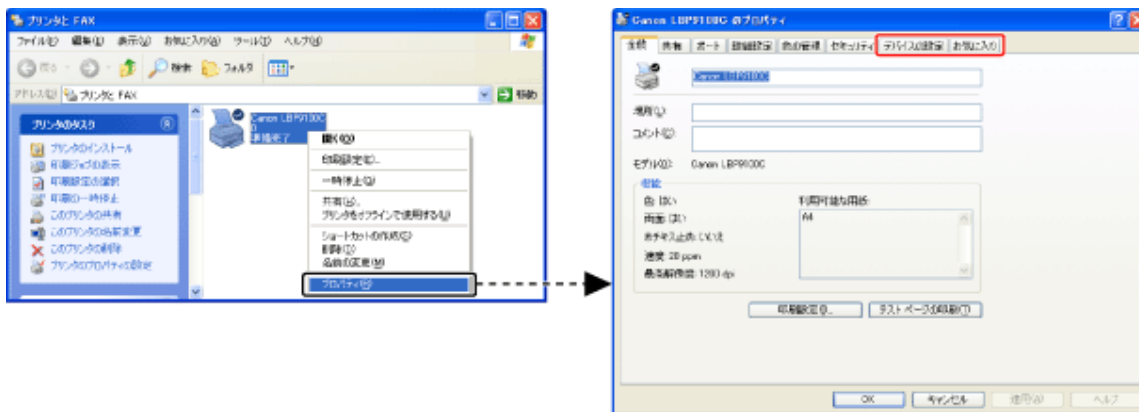 プリンタと FAX
ファイル(F) 編集(E) 表示(V) お気に入り(A) ツール(T) ヘルプ(H)
戻る 検索 フォルダ
アドレス(D) プリンタと FAX 移動
プリンタのタスク
プリンタのインストール
印刷ジョブの表示
印刷設定の選択
印刷の一時停止
このプリンタの共有
このプリンタの名前変更
このプリンタの削除
プリンタのプロパティの設定
Canon LBP9100C
0
準備完了
開く(O)
印刷設定(E)...
一時停止(G)
共有(H)...
プリンタをオフラインで使用する(U)
ショートカットの作成(S)
削除(D)
名前の変更(M)
プロパティ(R)
Canon LBP9100C のプロパティ
全般 共有 ポート 詳細設定 色の管理 セキュリティ デバイスの設定 お気に入り
Canon LBP9100C
場所(L):
コメント(C):
モデル(O): Canon LBP9100C
機能
色: はい 利用可能な用紙:
両面: はい A4
ホチキス止め: いいえ
速度: 20 ppm
最高解像度: 1200 dpi
印刷設定(I)... テスト ページの印刷(T)
OK キャンセル 適用(A) ヘルプ